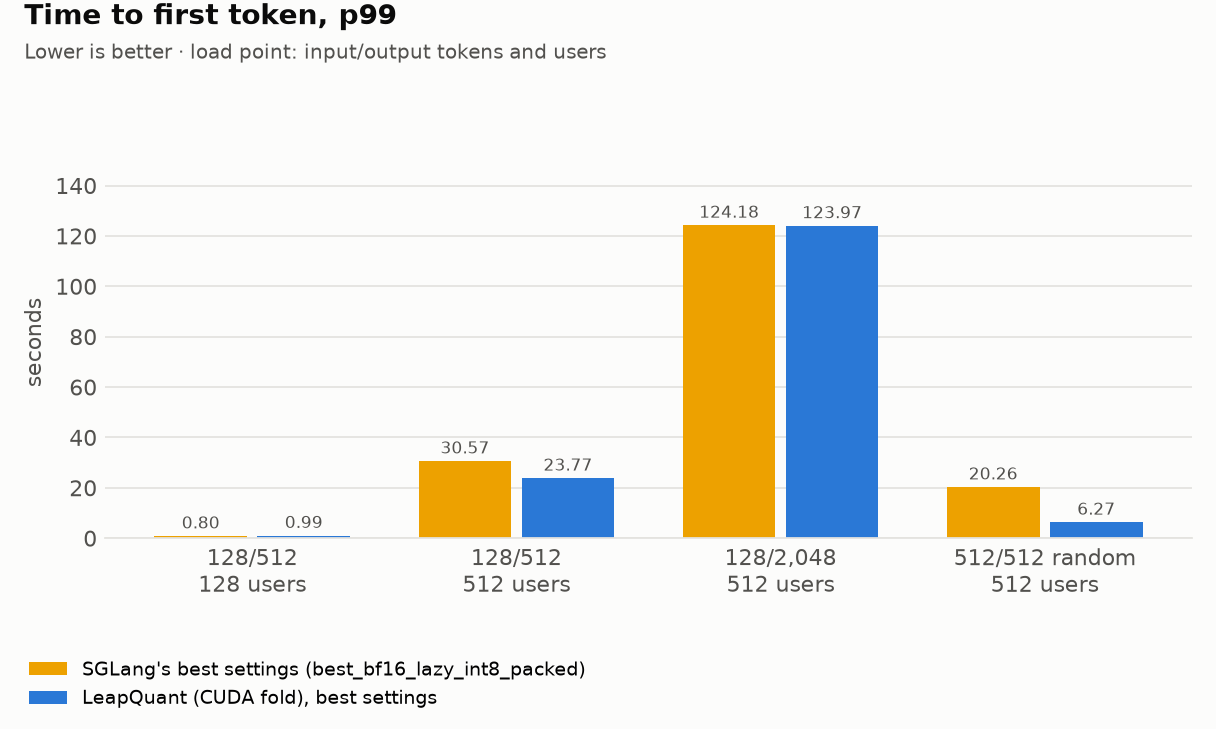 Time to first token, p99
Lower is better · load point: input/output tokens and users
seconds
140
120
100
80
60
40
20
0
124.18
123.97
30.57
23.77
20.26
6.27
0.80
0.99
128/512
128 users
128/512
512 users
128/2,048
512 users
512/512 random
512 users
SGLang's best settings (best_bf16_lazy_int8_packed)
LeapQuant (CUDA fold), best settings